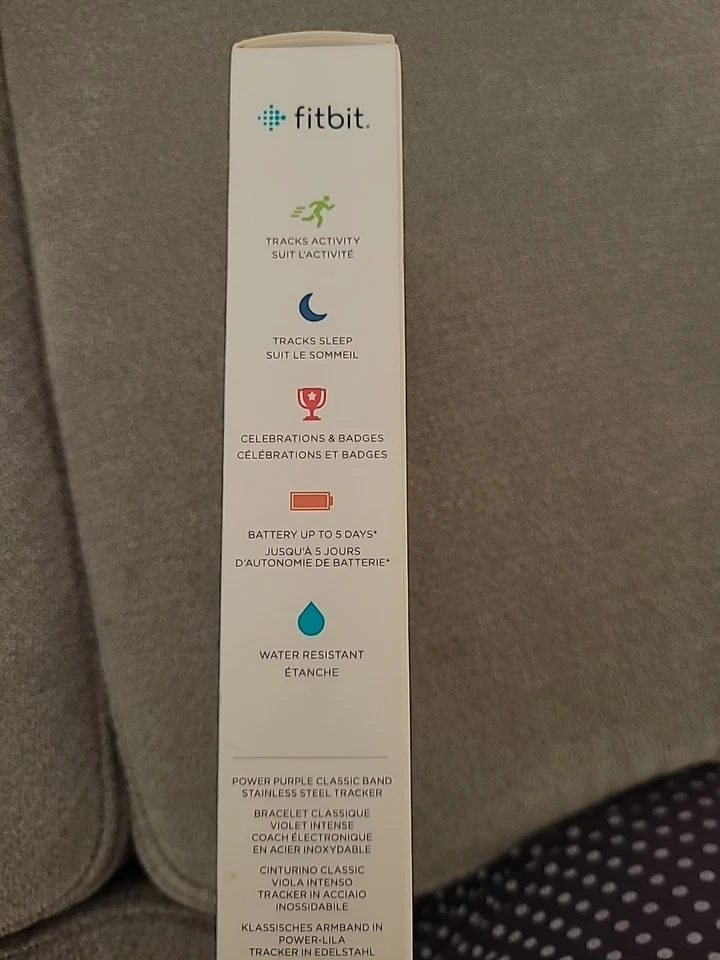 fitbit.
TRACKS ACTIVITY
SUIT L'ACTIVITÉ
TRACKS SLEEP
SUIT LE SOMMEIL
CELEBRATIONS & BADGES
CÉLÉBRATIONS ET BADGES
BATTERY UP TO 5 DAYS*
JUSQU'À 5 JOURS
D'AUTONOMIE DE BATTERIE*
WATER RESISTANT
ÉTANCHE
POWER PURPLE CLASSIC BAND
STAINLESS STEEL TRACKER
BRACELET CLASSIQUE
VIOLET INTENSE
COACH ÉLECTRONIQUE
EN ACIER INOXYDABLE
CINTURINO CLASSIC
VIOLA INTENSO
TRACKER IN ACCIAIO
INOSSIDABILE
KLASSISCHES ARMBAND IN
POWER-LILA
TRACKER IN EDELSTAHL